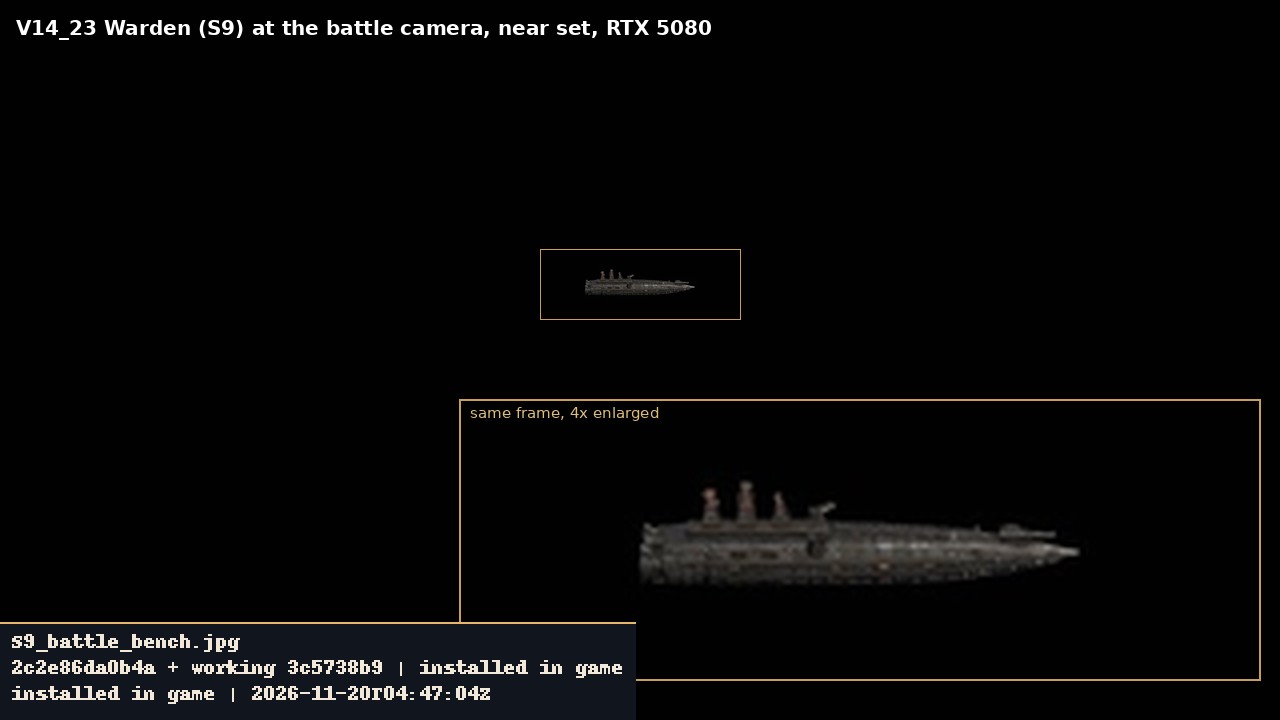 V14_23 Warden (S9) at the battle camera, near set, RTX 5080
same frame, 4x enlarged
s9_battle_bench.jpg
2c2e86da0b4a + working 3c5738b9 | installed in game
installed in game | 2026-11-20T04:47:04Z